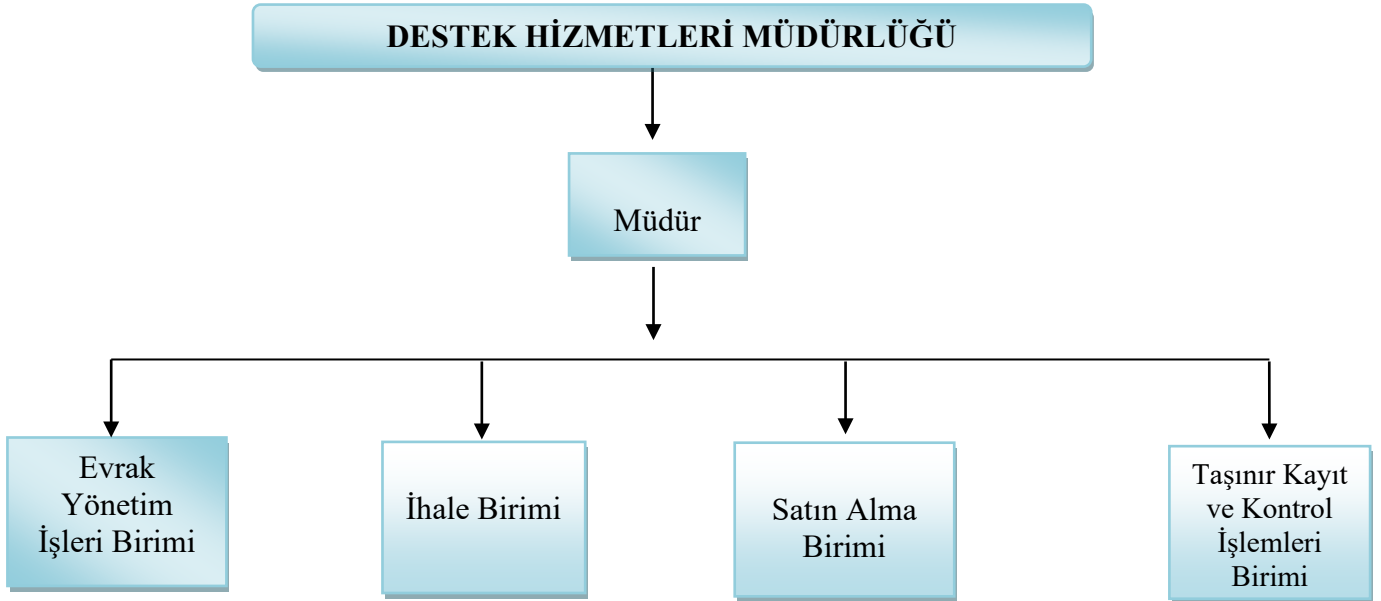 DESTEK HİZMETLERİ MÜDÜRLÜĞÜ
Müdür
Evrak
Yönetim
İşleri Birimi
İhale Birimi
Satın Alma
Birimi
Taşınır Kayıt
ve Kontrol
İşlemleri
Birimi